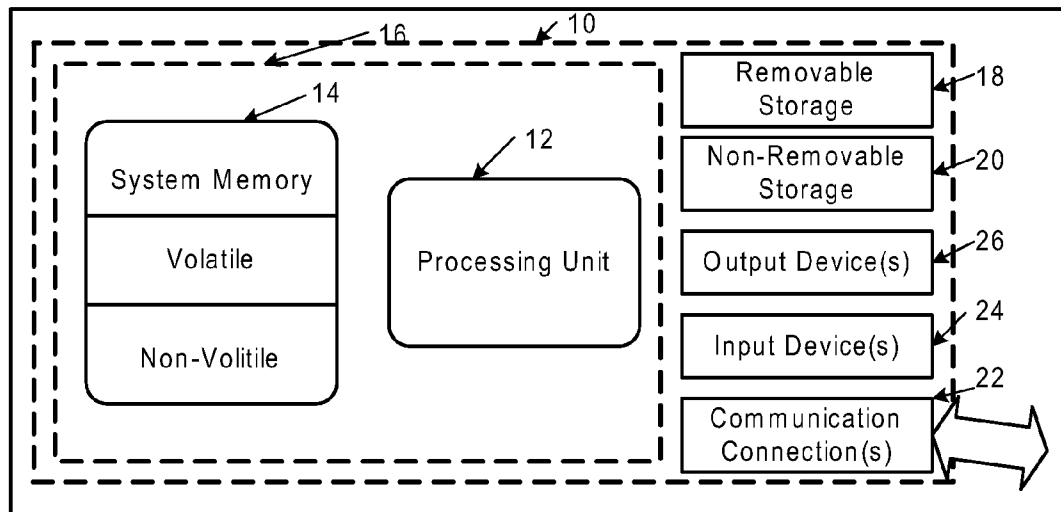 16
10
14
System Memory
Volatile
Non-Volitile
12
Processing Unit
Removable
Storage
18
Non-Removable
Storage
20
Output Device(s)
26
Input Device(s)
24
Communication
Connection(s)
22